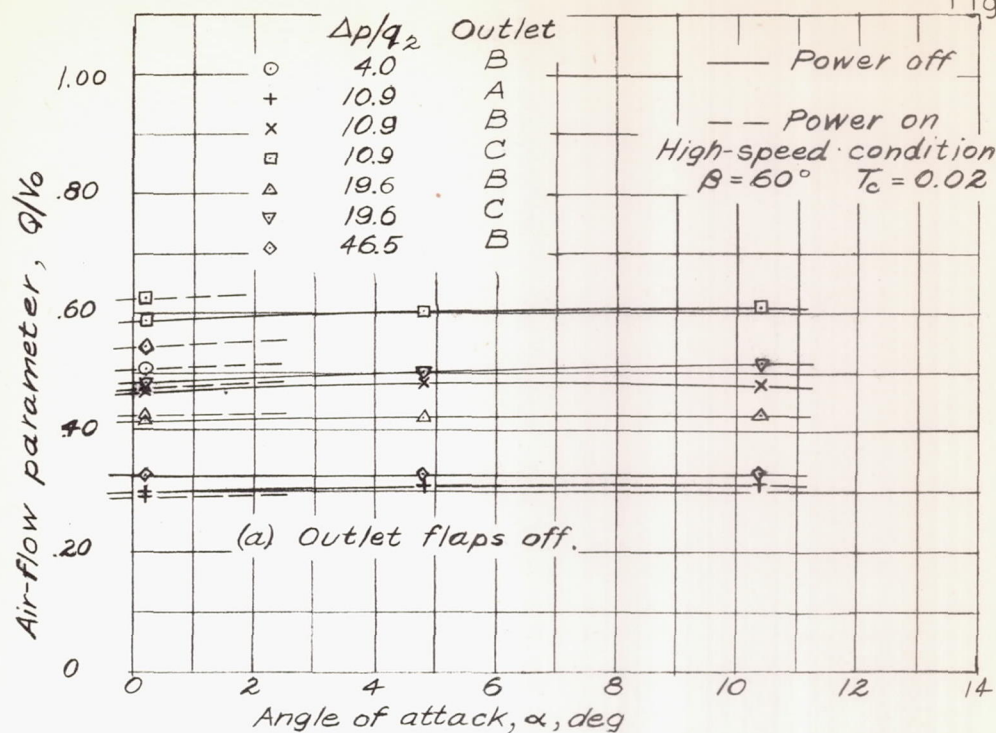 Fig
Δp/q₂ Outlet
4.0 B
10.9 A
10.9 B
10.9 C
19.6 B
19.6 C
46.5 B
Power off
Power on
High-speed condition
β = 60° T꜀ = 0.02
Air-flow parameter, Q/V₀
1.00
.80
.60
.40
.20
0
(a) Outlet flaps off.
0 2 4 6 8 10 12 14
Angle of attack, α, deg